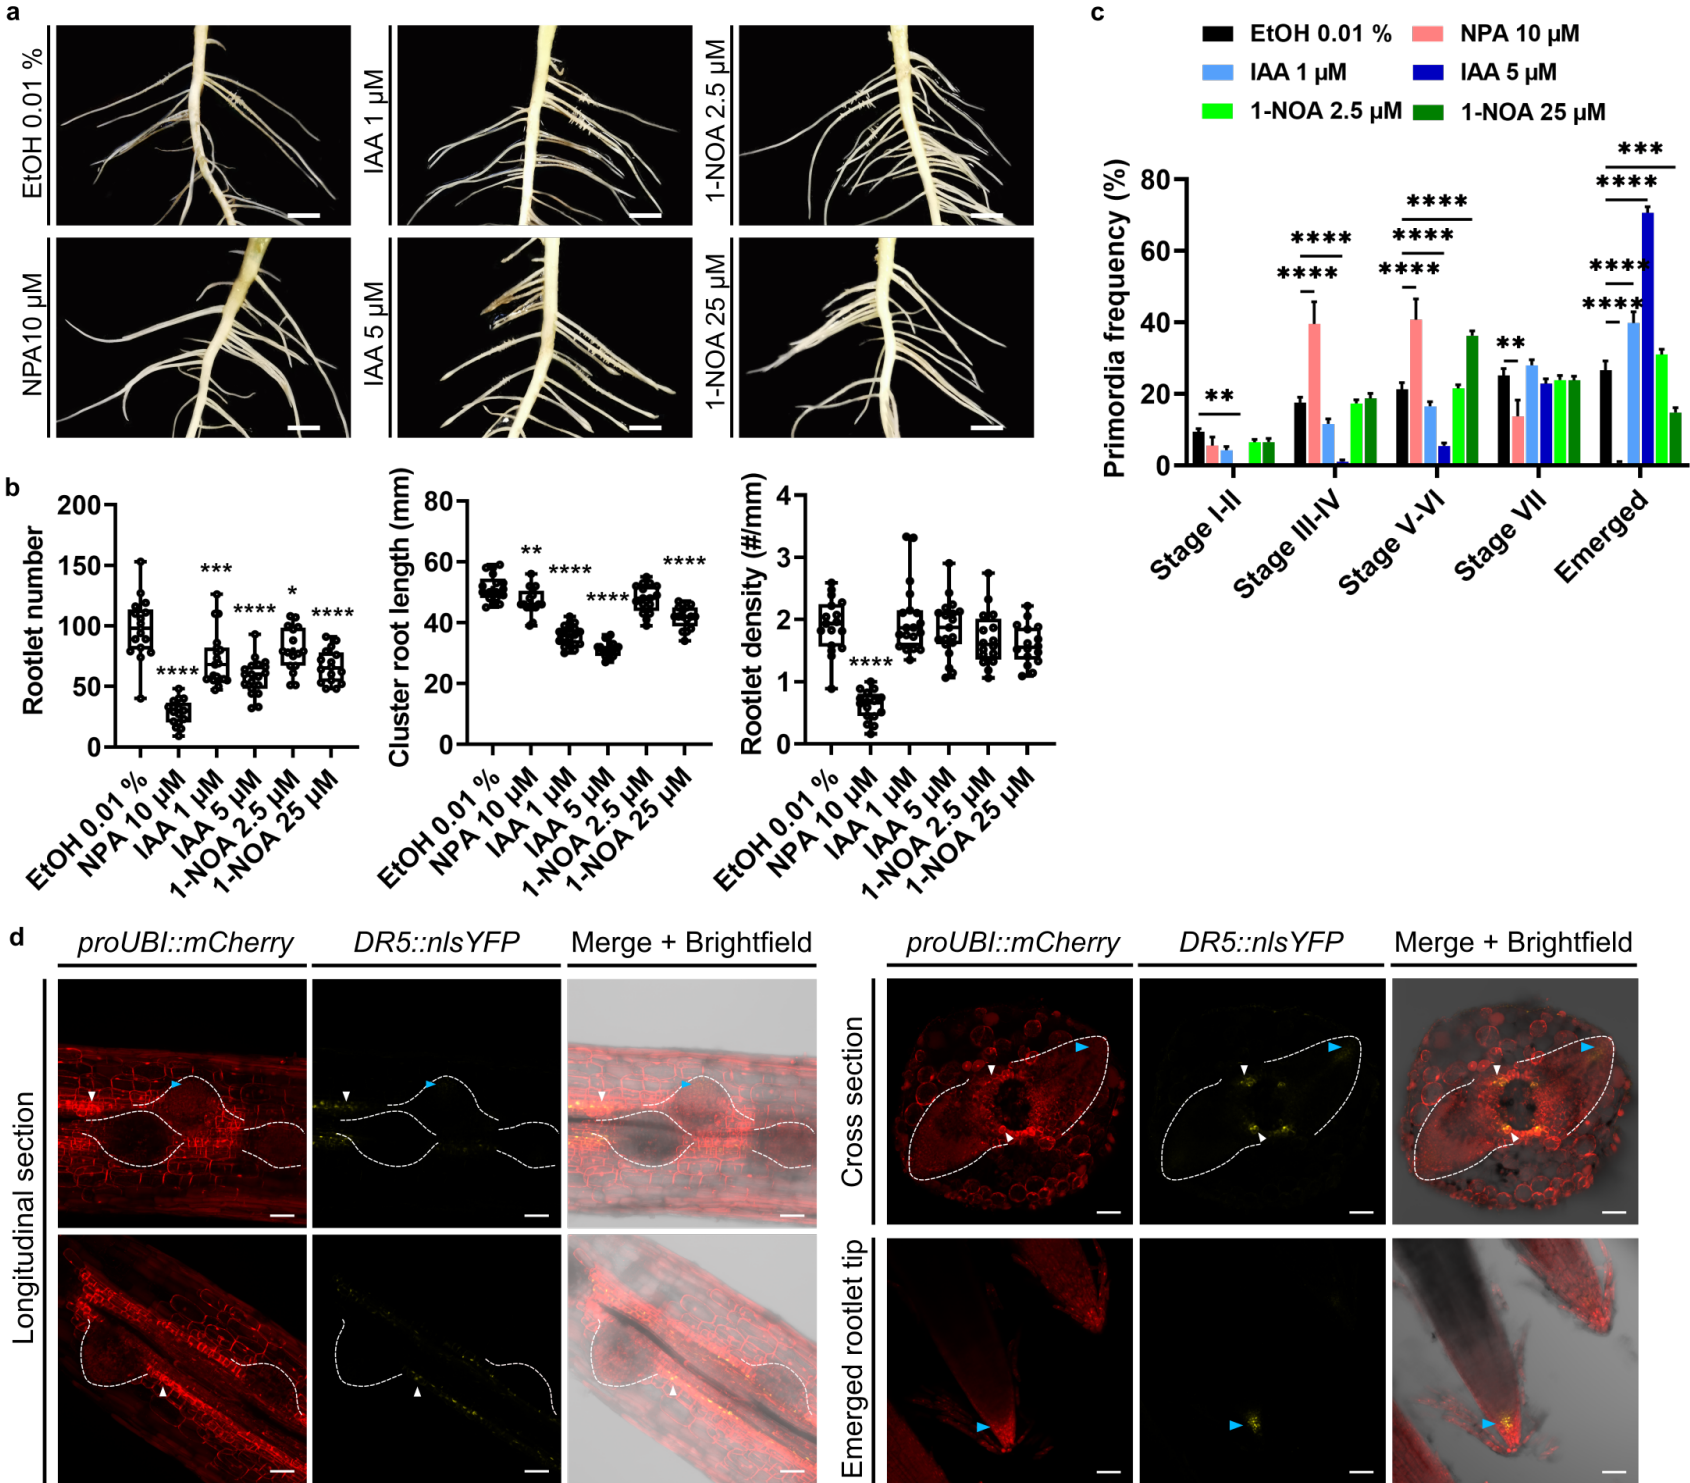 a
EtOH 0.01 %
IAA 1 µM
1-NOA 2.5 µM
NPA10 µM
IAA 5 µM
1-NOA 25 µM
b
Rootlet number
200
150
100
50
0
****
***
****
*
****
EtOH 0.01 %
NPA 10 µM
IAA 1 µM
IAA 5 µM
1-NOA 2.5 µM
1-NOA 25 µM
Cluster root length (mm)
80
60
40
20
0
**
****
****
****
EtOH 0.01 %
NPA 10 µM
IAA 1 µM
IAA 5 µM
1-NOA 2.5 µM
1-NOA 25 µM
Rootlet density (#/mm)
4
3
2
1
0
****
EtOH 0.01 %
NPA 10 µM
IAA 1 µM
IAA 5 µM
1-NOA 2.5 µM
1-NOA 25 µM
c
EtOH 0.01 %
NPA 10 µM
IAA 1 µM
IAA 5 µM
1-NOA 2.5 µM
1-NOA 25 µM
Primordia frequency (%)
80
60
40
20
0
**
****
****
****
****
****
**
***
****
****
****
Stage I-II
Stage III-IV
Stage V-VI
Stage VII
Emerged
d
proUBI::mCherry
DR5::nlsYFP
Merge + Brightfield
Longitudinal section
proUBI::mCherry
DR5::nlsYFP
Merge + Brightfield
Cross section
Emerged rootlet tip